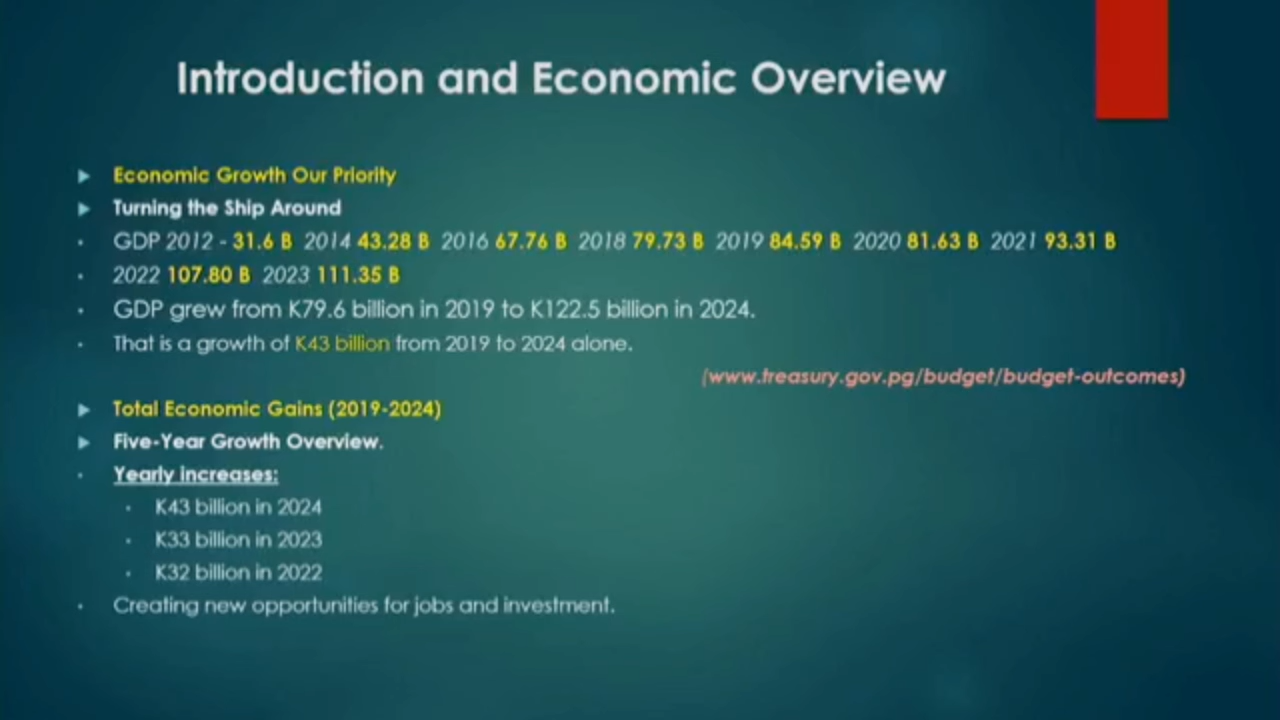 Introduction and Economic Overview
Economic Growth Our Priority
Turning the Ship Around
GDP 2012 - 31.6 B 2014 43.28 B 2016 67.76 B 2018 79.73 B 2019 84.59 B 2020 81.63 B 2021 93.31 B
2022 107.80 B 2023 111.35 B
GDP grew from K79.6 billion in 2019 to K122.5 billion in 2024.
That is a growth of K43 billion from 2019 to 2024 alone.
(www.treasury.gov.pg/budget/budget-outcomes)
Total Economic Gains (2019-2024)
Five-Year Growth Overview.
Yearly increases:
K43 billion in 2024
K33 billion in 2023
K32 billion in 2022
Creating new opportunities for jobs and investment.